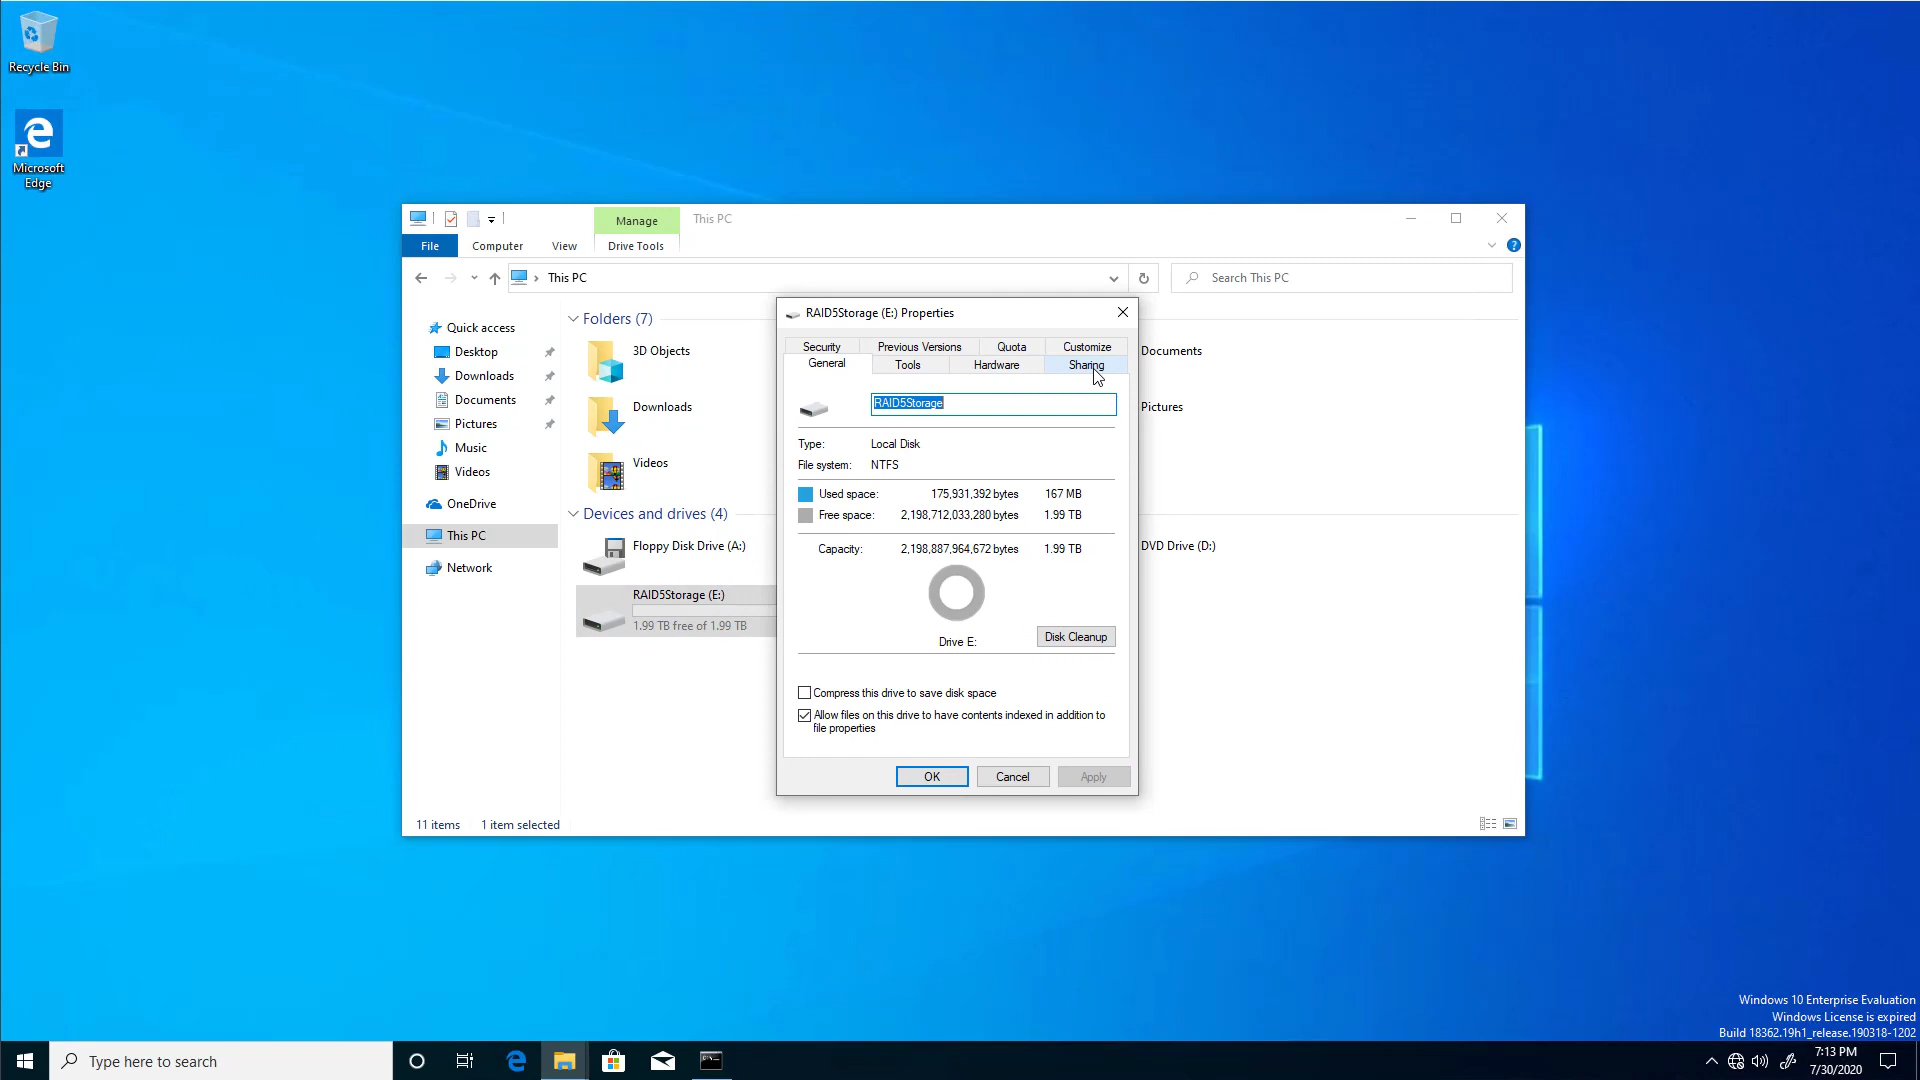 Recycle Bin
Microsoft
Edge
Manage
This PC
File
Computer
View
Drive Tools
This PC
Search This PC
Quick access
Desktop
Downloads
Documents
Pictures
Music
Videos
OneDrive
This PC
Network
Folders (7)
3D Objects
Downloads
Videos
Documents
Pictures
Devices and drives (4)
Floppy Disk Drive (A:)
DVD Drive (D:)
RAID5Storage (E:)
1.99 TB free of 1.99 TB
11 items
1 item selected
RAID5Storage (E:) Properties
Security
Previous Versions
Quota
Customize
General
Tools
Hardware
Sharing
RAID5Storage
Type: Local Disk
File system: NTFS
Used space: 175,931,392 bytes 167 MB
Free space: 2,198,712,033,280 bytes 1.99 TB
Capacity: 2,198,887,964,672 bytes 1.99 TB
Drive E:
Disk Cleanup
Compress this drive to save disk space
Allow files on this drive to have contents indexed in addition to
file properties
OK
Cancel
Apply
Windows 10 Enterprise Evaluation
Windows License is expired
Build 18362.19h1_release.190318-1202
Type here to search
7:13 PM
7/30/2020